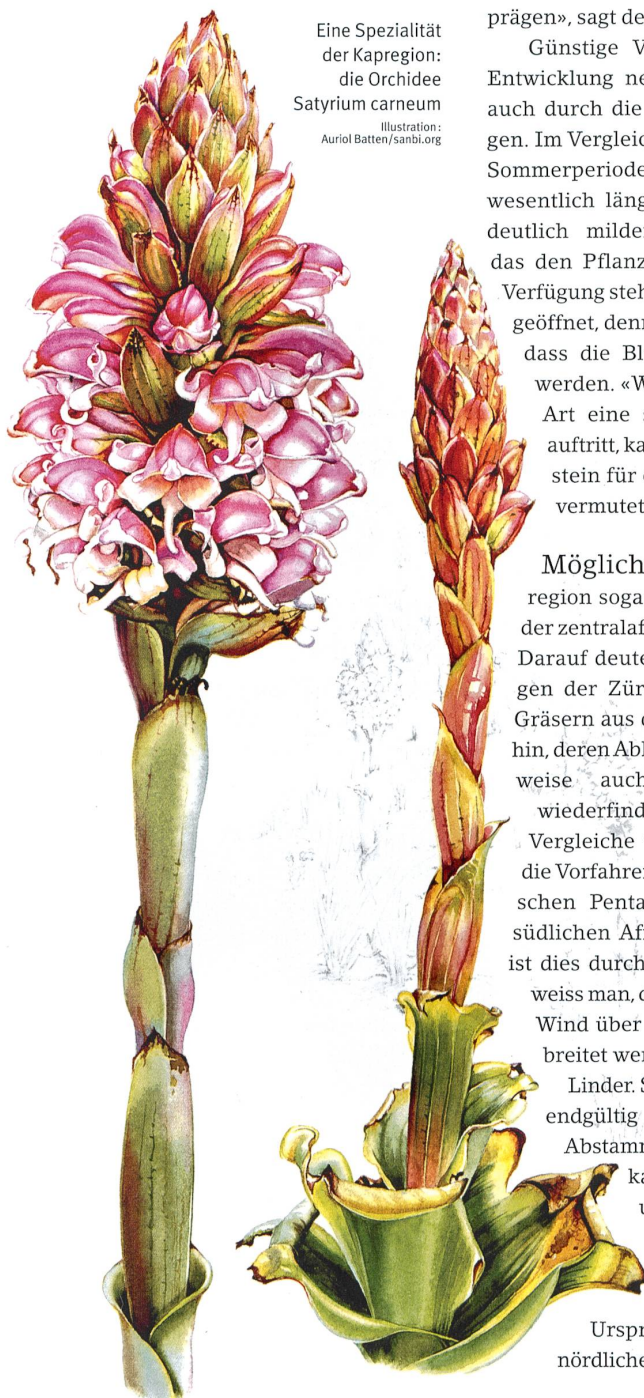 Eine Spezialität
der Kapregion:
die Orchidee
Satyrium carneum
Illustration:
Auriol Batten/sanbi.org
prägen», sagt de
Günstige V
Entwicklung ne
auch durch die
gen. Im Vergleic
Sommerperiode
wesentlich läng
deutlich milde
das den Pflanz
Verfügung steh
geöffnet, denn
dass die Bl
werden. «W
Art eine
auftritt, ka
stein für
vermutet
Möglich
region soga
der zentralaf
Darauf deute
gen der Zür
Gräsern aus
hin, deren Abl
weise auch
wiederfind
Vergleiche
die Vorfahre
schen Penta
südlichen Af
ist dies durch
weiss man,
Wind über
breitet wer
Linder. S
endgültig
Abstamm
ka
u
Urspr
nördliche